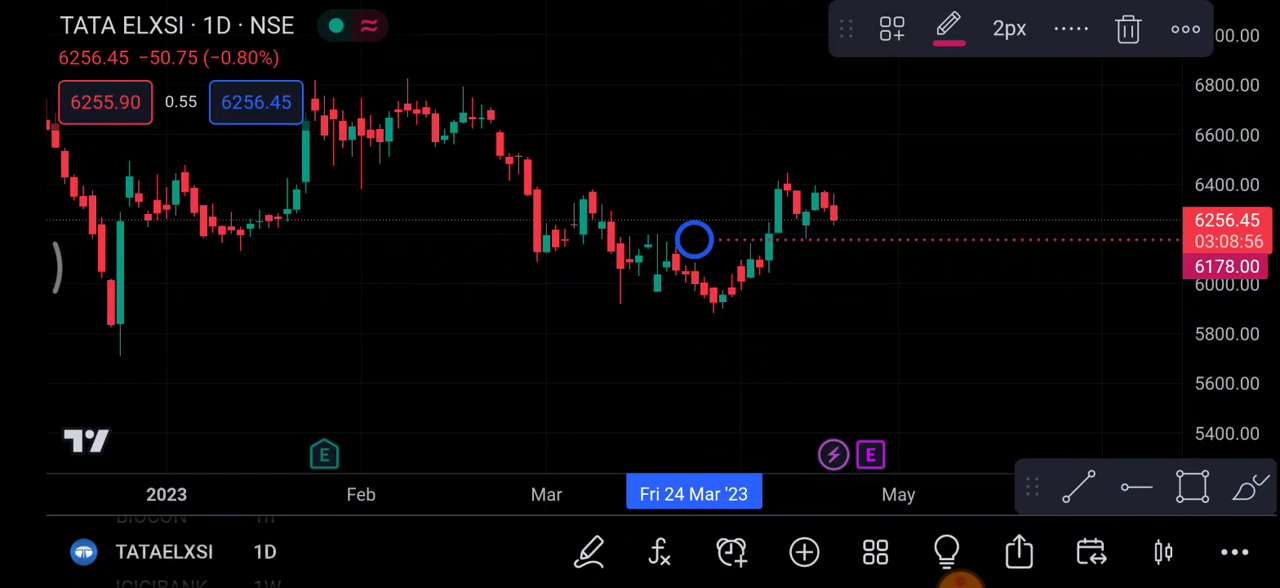 TATA ELXSI · 1D · NSE
6256.45 −50.75 (−0.80%)
6255.90 0.55 6256.45
2px
00.00
6800.00
6600.00
6400.00
6256.45
03:08:56
6178.00
6000.00
5800.00
5600.00
5400.00
E
E
2023 Feb Mar Fri 24 Mar '23 May
BIOCON 1h
TATAELXSI 1D
ICICIBANK 1W